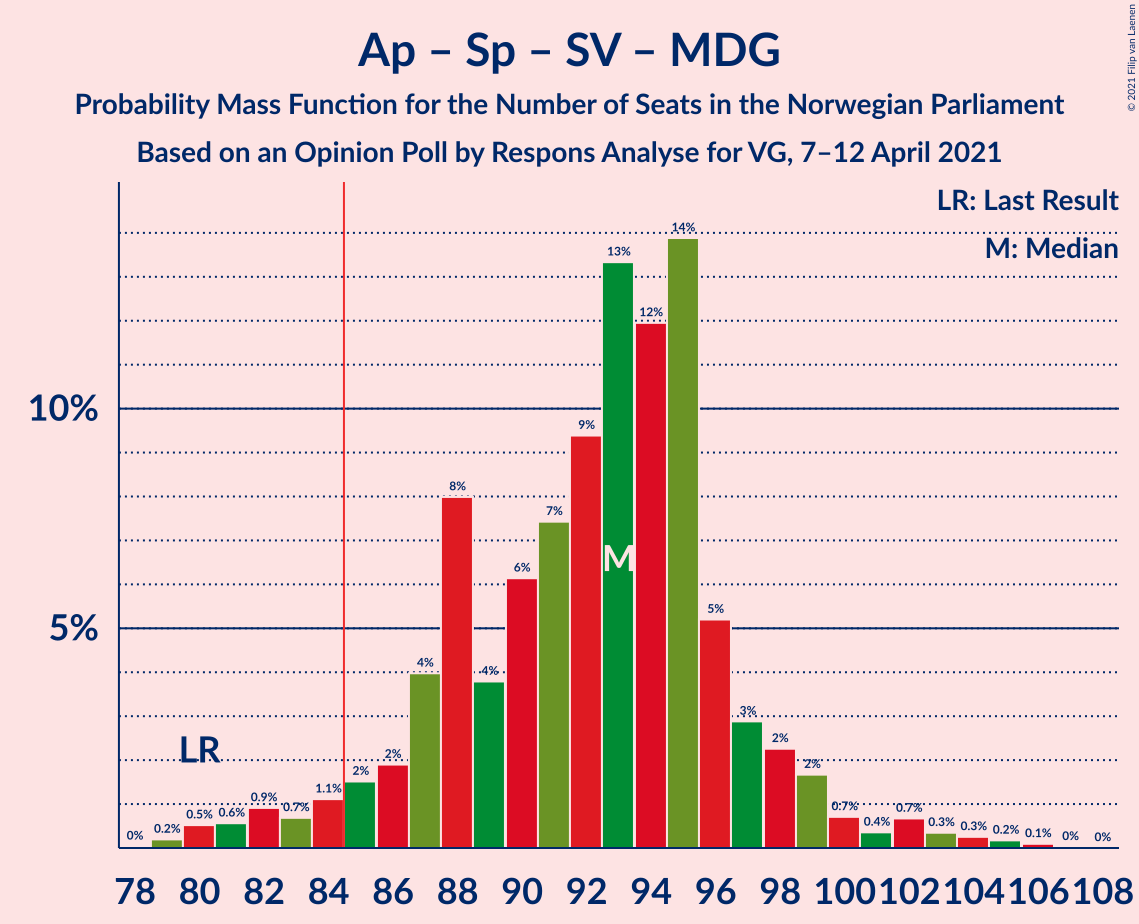 Ap – Sp – SV – MDG
Probability Mass Function for the Number of Seats in the Norwegian Parliament
Based on an Opinion Poll by Respons Analyse for VG, 7–12 April 2021
© 2021 Filip van Laenen
LR: Last Result
M: Median
10%
5%
LR
M
0% 0.2% 0.5% 0.6% 0.9% 0.7% 1.1% 2% 2% 4% 8% 4% 6% 7% 9% 13% 12% 14% 5% 3% 2% 2% 0.7% 0.4% 0.7% 0.3% 0.3% 0.2% 0.1% 0% 0%
78 80 82 84 86 88 90 92 94 96 98 100 102 104 106 108